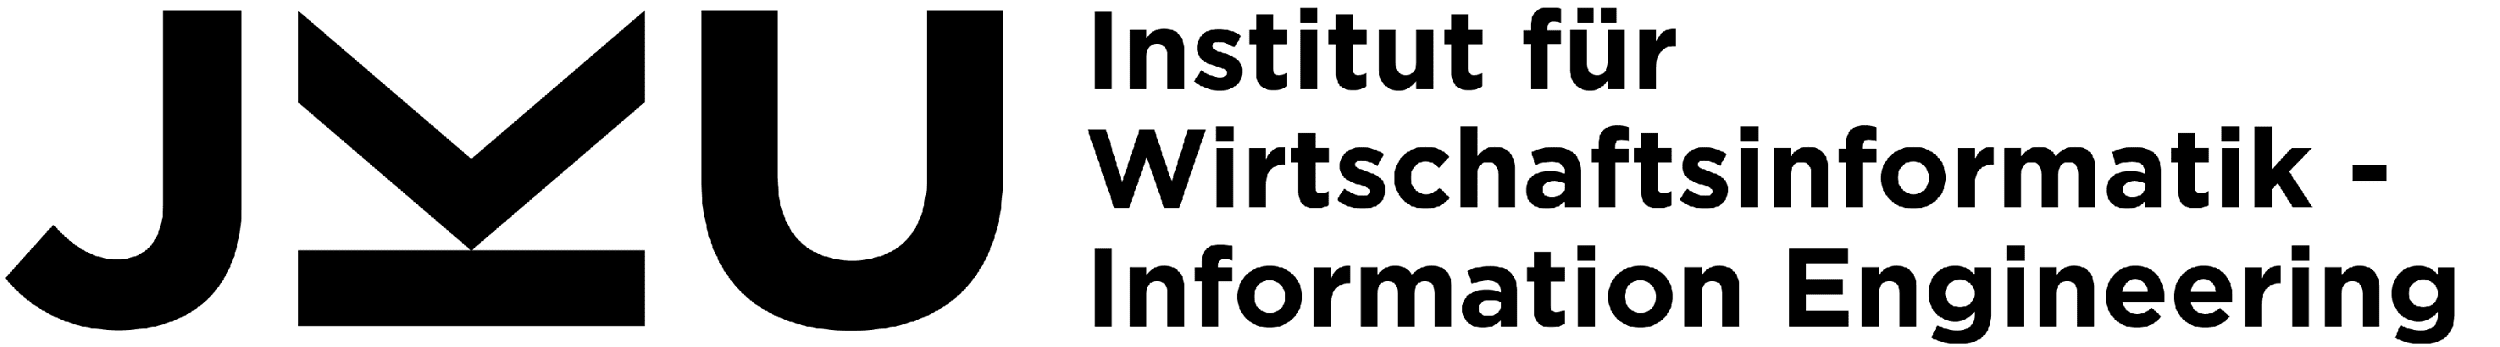 JKU
Institut für
Wirtschaftsinformatik -
Information Engineering